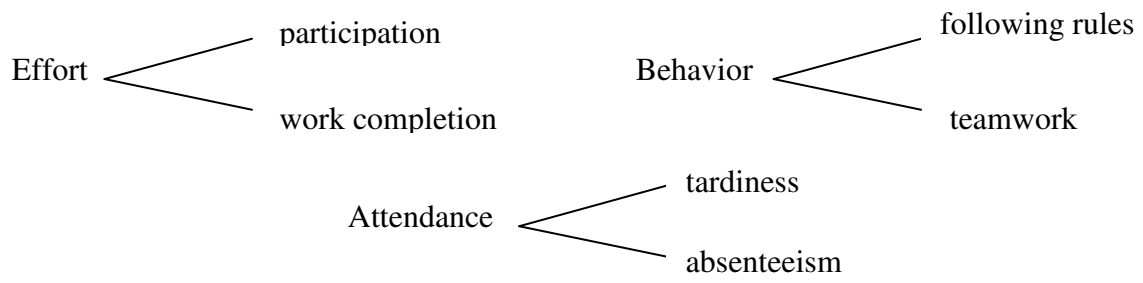 Effort
participation
work completion
Behavior
following rules
teamwork
Attendance
tardiness
absenteeism